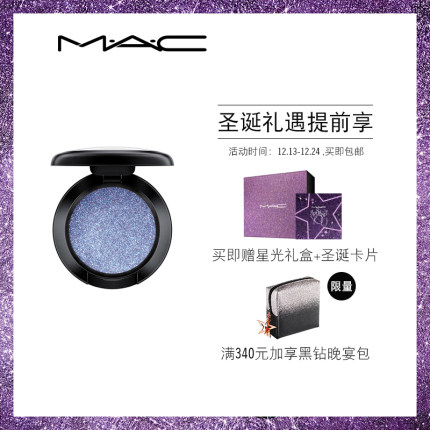 M·A·C
圣诞礼遇提前享
活动时间：12.13-12.24 ,买即包邮
MAC
买即赠星光礼盒+圣诞卡片
限量
满340元加享黑钻晚宴包